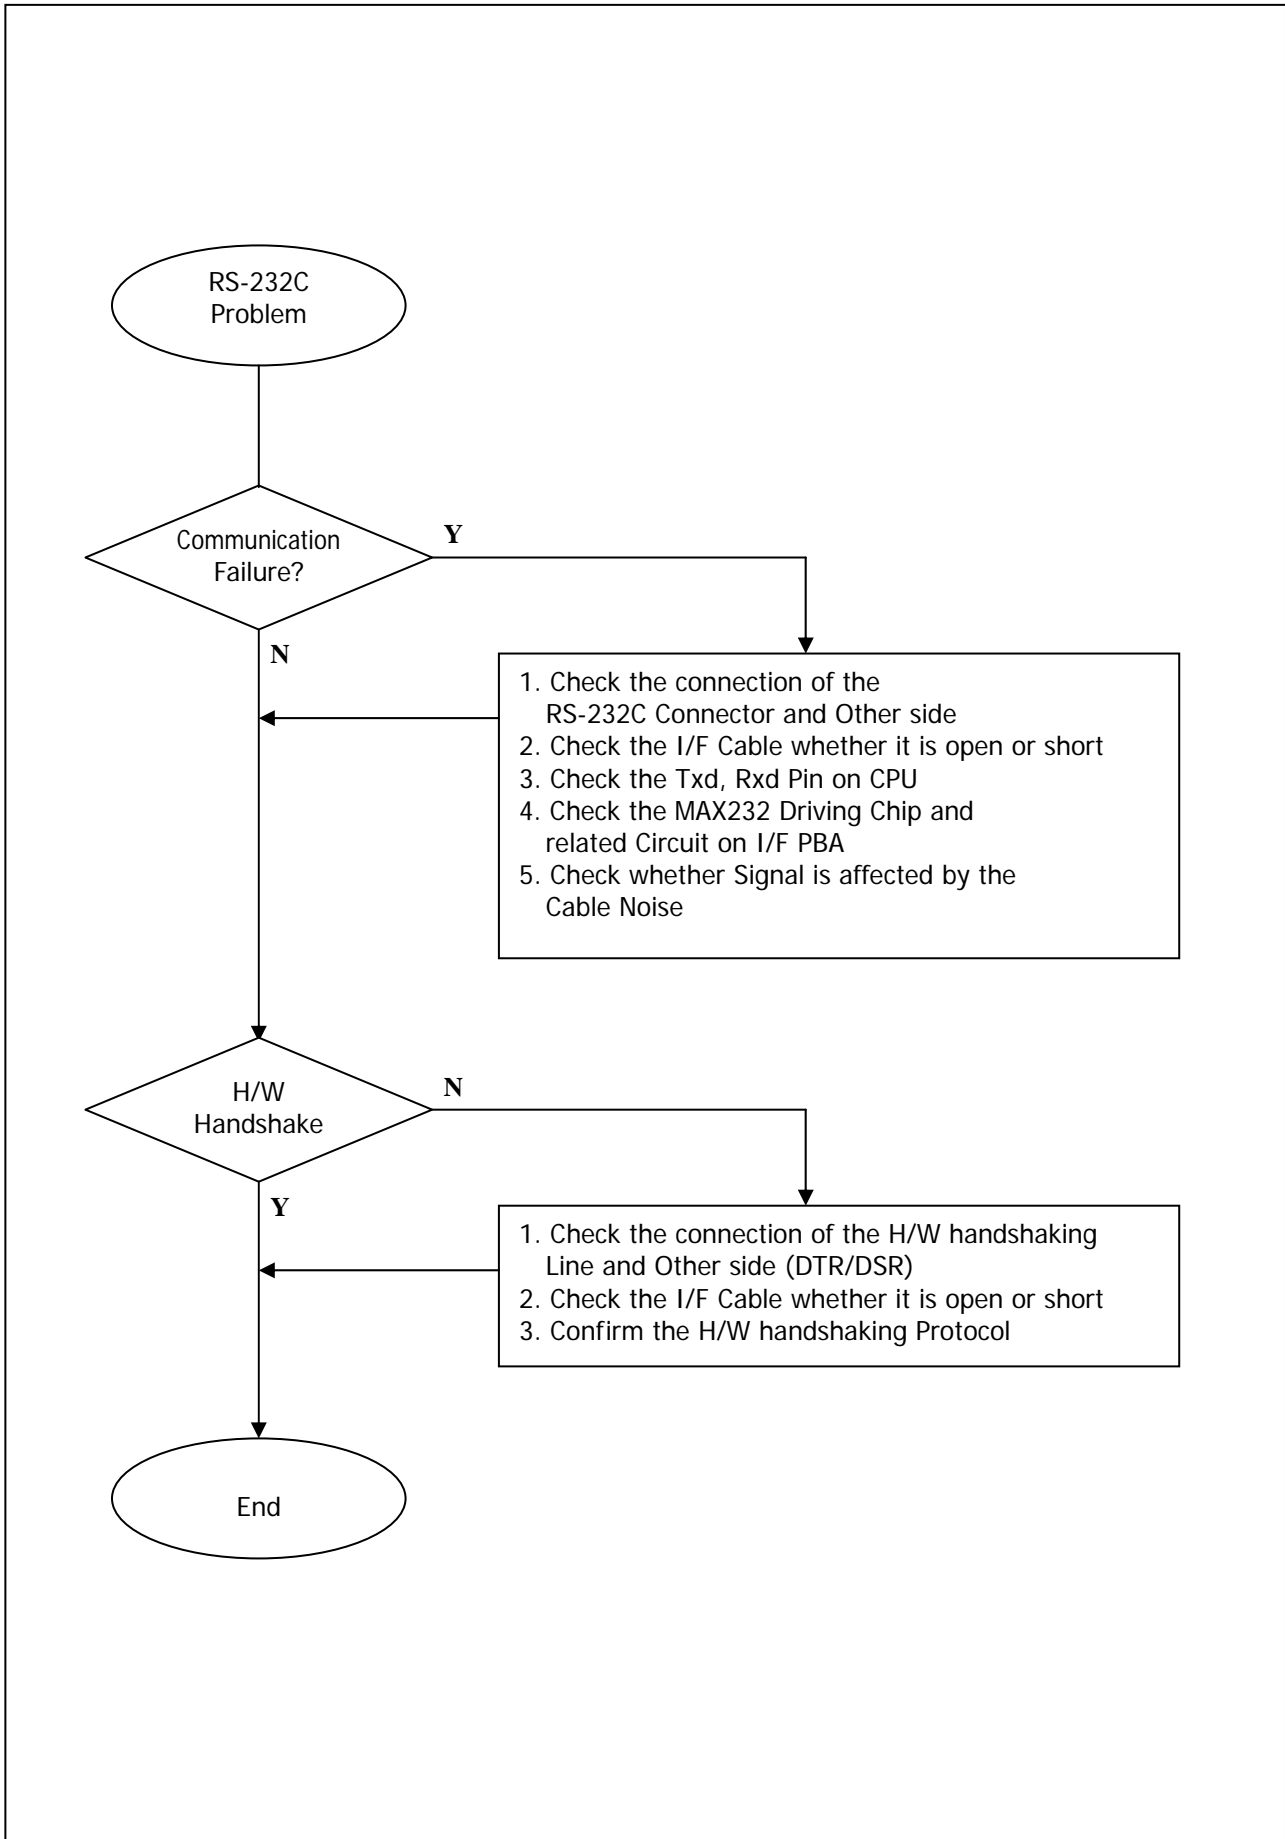 RS-232C
Problem
Communication
Failure?
Y
N
1. Check the connection of the
RS-232C Connector and Other side
2. Check the I/F Cable whether it is open or short
3. Check the Txd, Rxd Pin on CPU
4. Check the MAX232 Driving Chip and
related Circuit on I/F PBA
5. Check whether Signal is affected by the
Cable Noise
H/W
Handshake
N
Y
1. Check the connection of the H/W handshaking
Line and Other side (DTR/DSR)
2. Check the I/F Cable whether it is open or short
3. Confirm the H/W handshaking Protocol
End